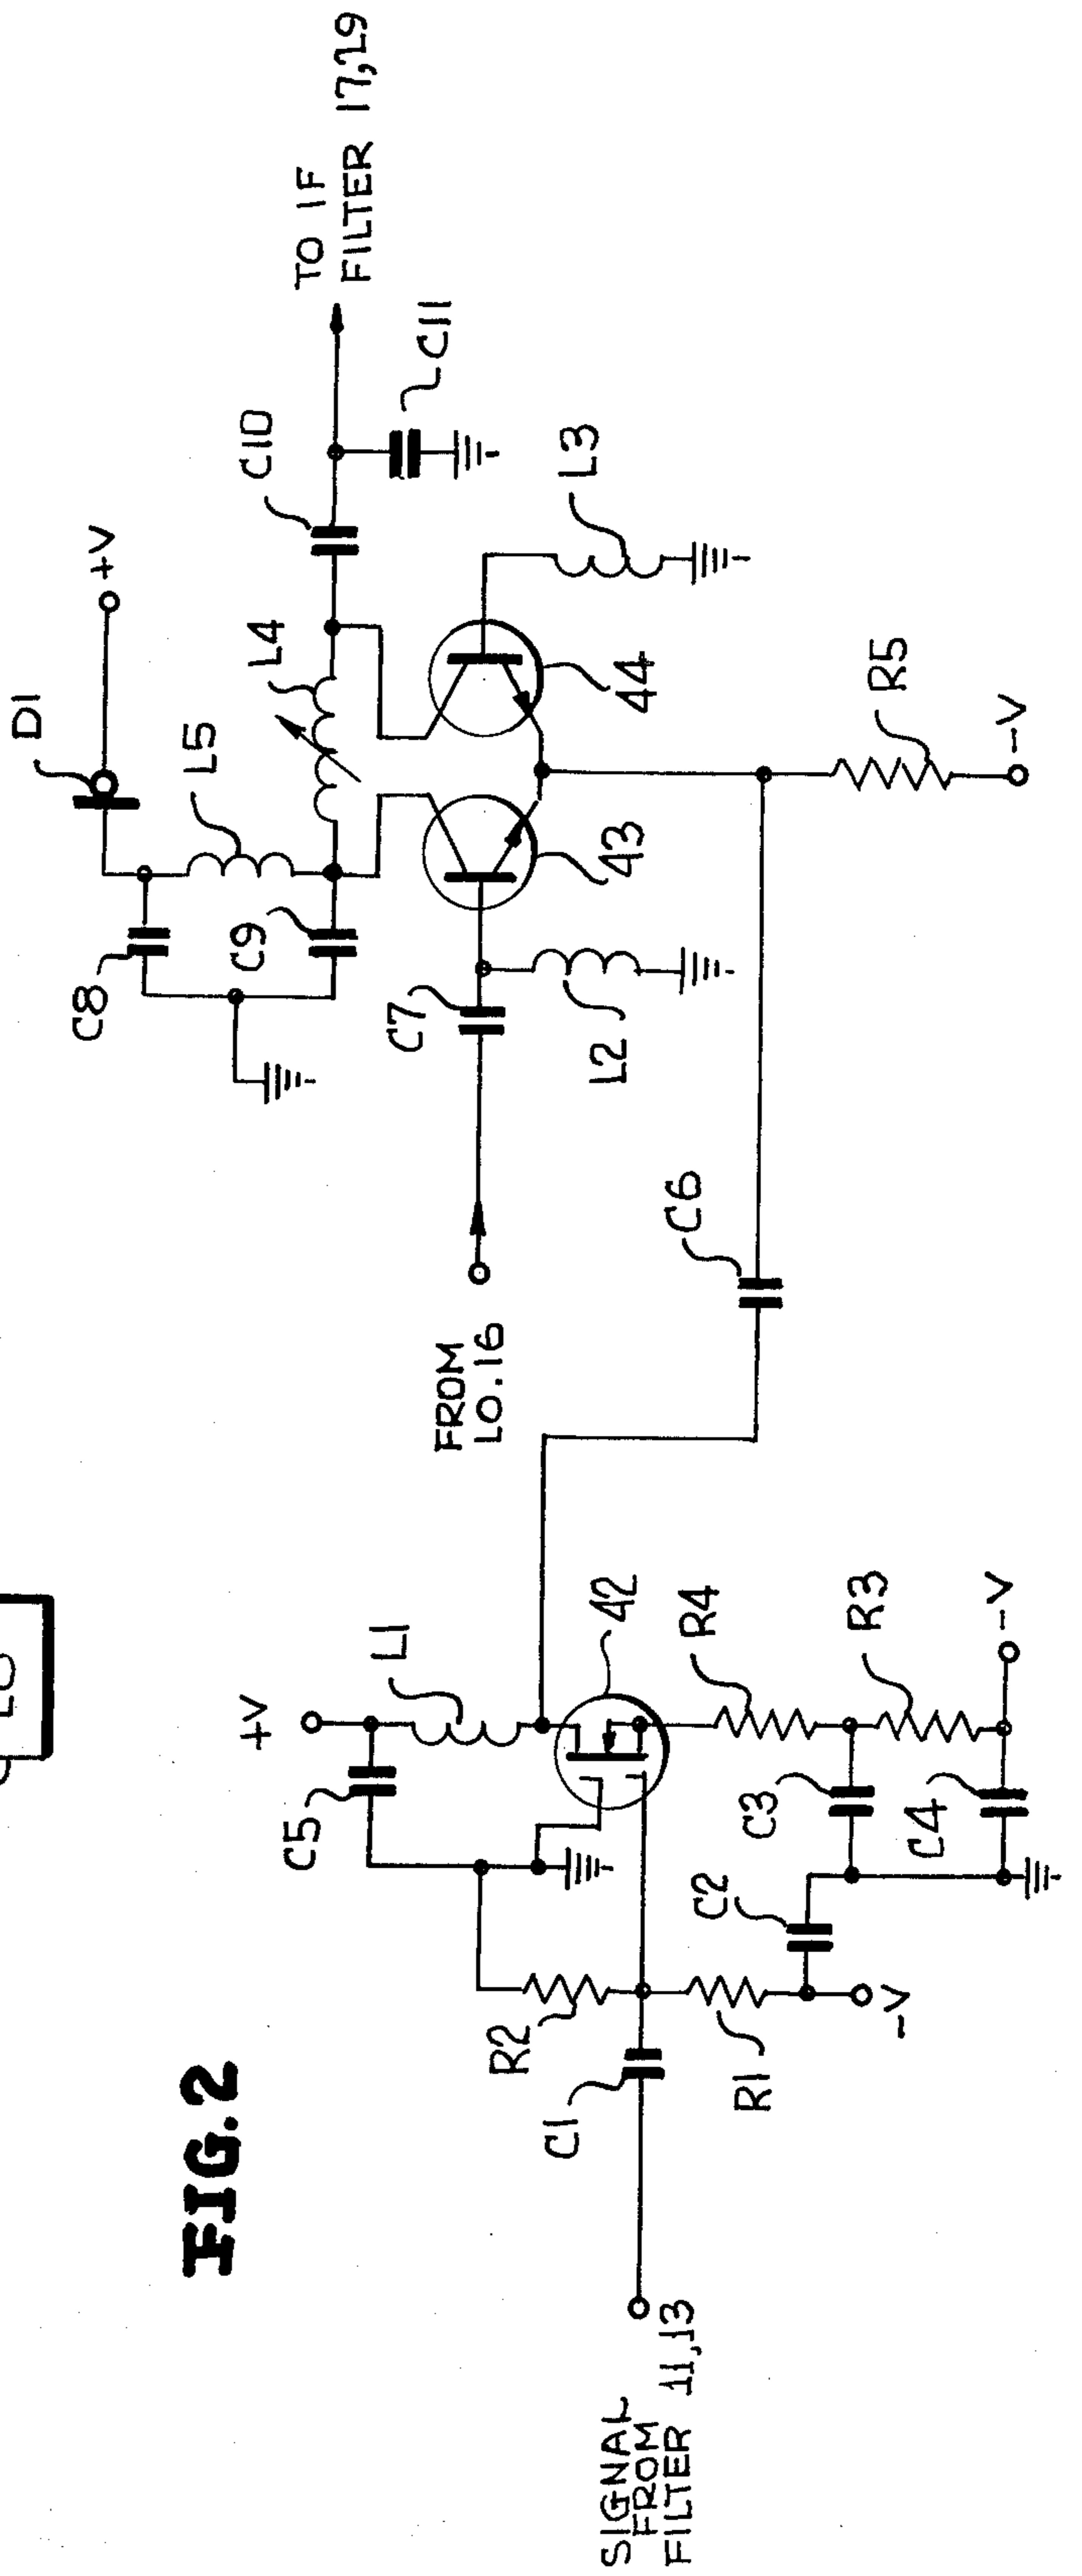 FIG.2
SIGNAL
FROM
FILTER 11,13
C1
R2
R1
-V
C2
C5
+V
L1
42
R4
C3
R3
C4
-V
C6
FROM
LO.16
C7
L2
C8
C9
L5
D1
+V
L4
43
44
L3
R5
-V
C10
C11
TO IF
FILTER 17,29